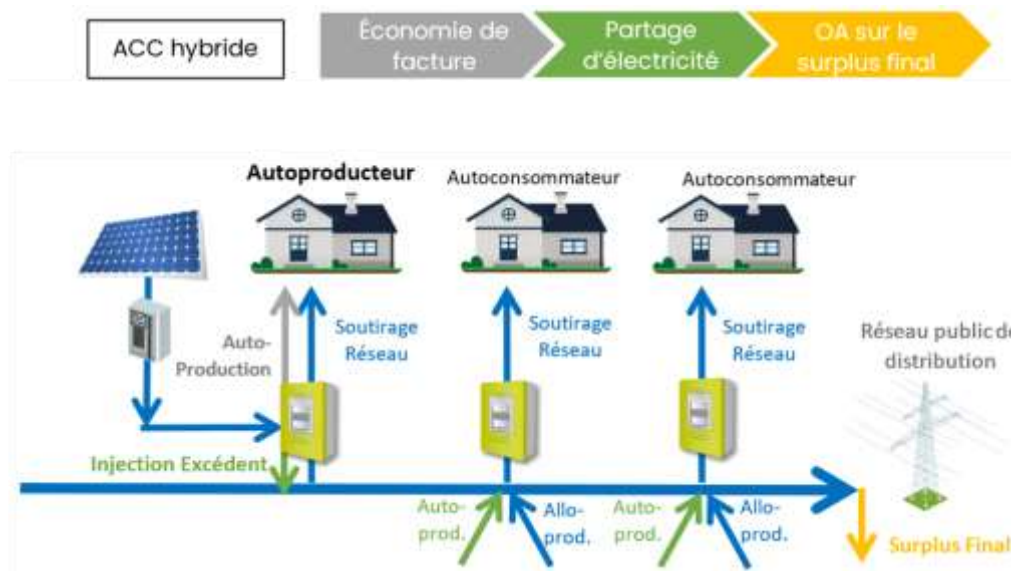 ACC hybride
Économie de
facture
Partage
d'électricité
OA sur le
surplus final
Autoproducteur
Autoconsommateur
Autoconsommateur
Auto-
Production
Soutirage
Réseau
Soutirage
Réseau
Soutirage
Réseau
Réseau public de
distribution
Injection Excédent
Auto-
prod.
Allo-
prod.
Auto-
prod.
Allo-
prod.
Surplus Final